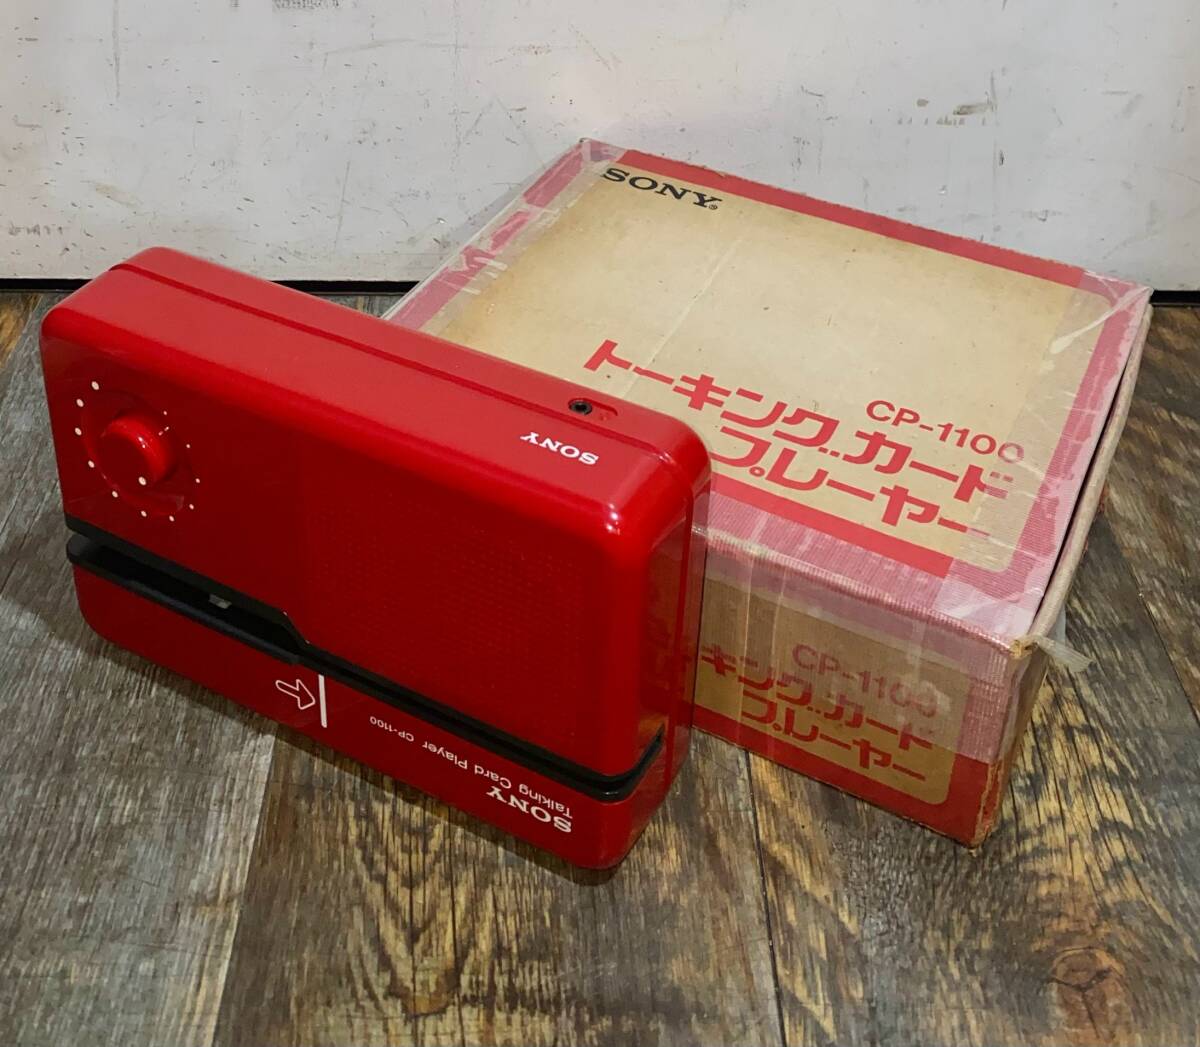 SONY
CP-1100
トーキングカード
プレーヤー
CP-1100
キングカード
プレーヤー
SONY
SONY
Talking Card Player CP-1100